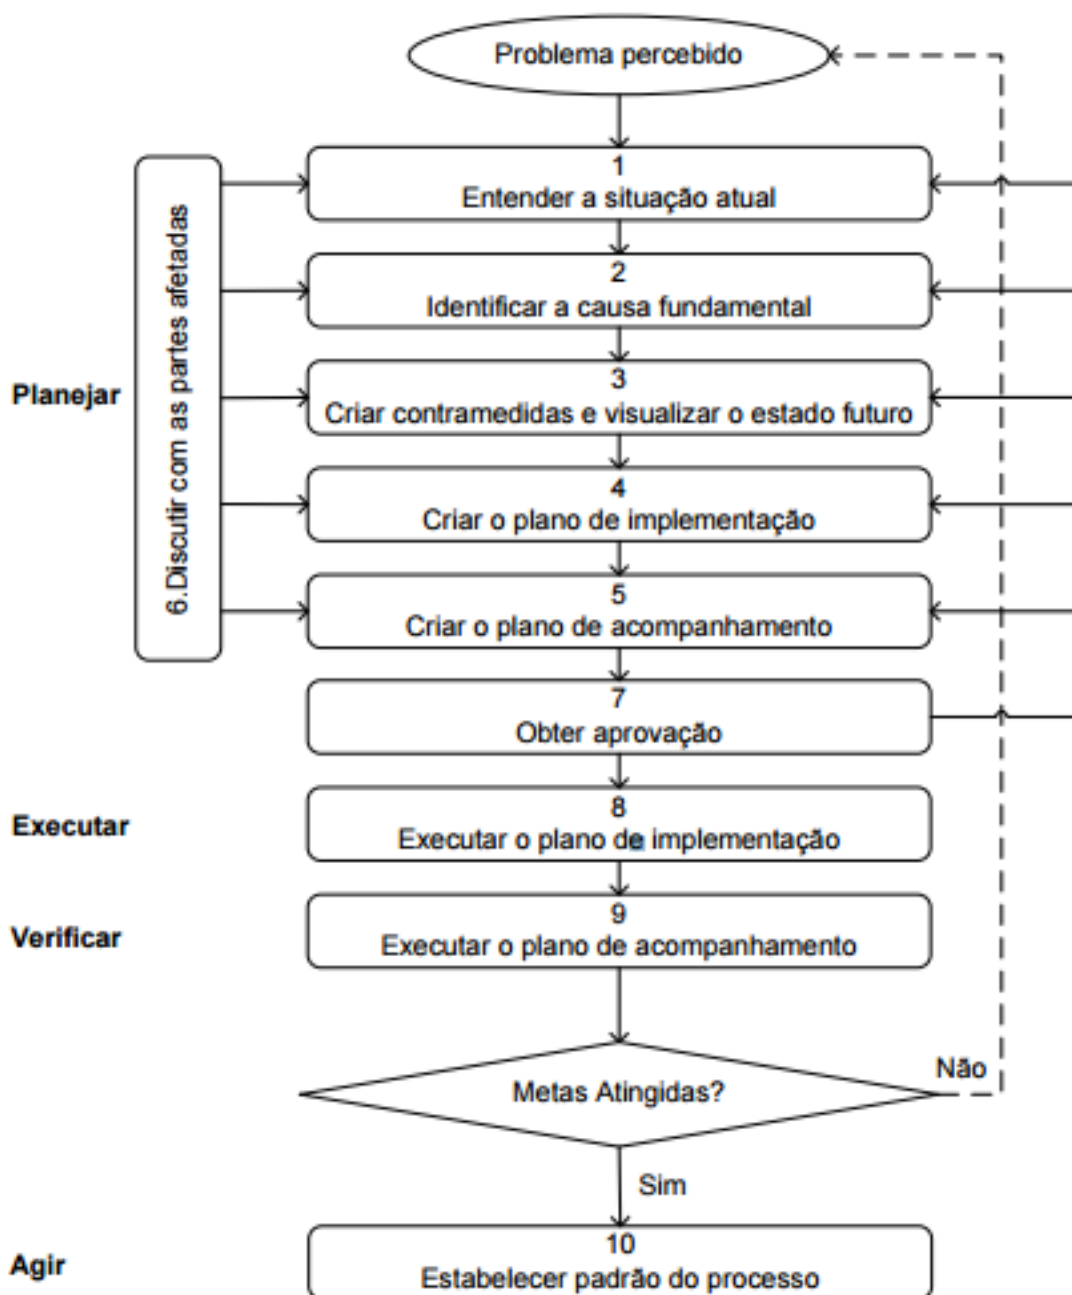 Problema percebido
1
Entender a situação atual
2
Identificar a causa fundamental
Planejar
6.Discutir com as partes afetadas
3
Criar contramedidas e visualizar o estado futuro
4
Criar o plano de implementação
5
Criar o plano de acompanhamento
7
Obter aprovação
Executar
8
Executar o plano de implementação
Verificar
9
Executar o plano de acompanhamento
Metas Atingidas?
Não
Sim
Agir
10
Estabelecer padrão do processo